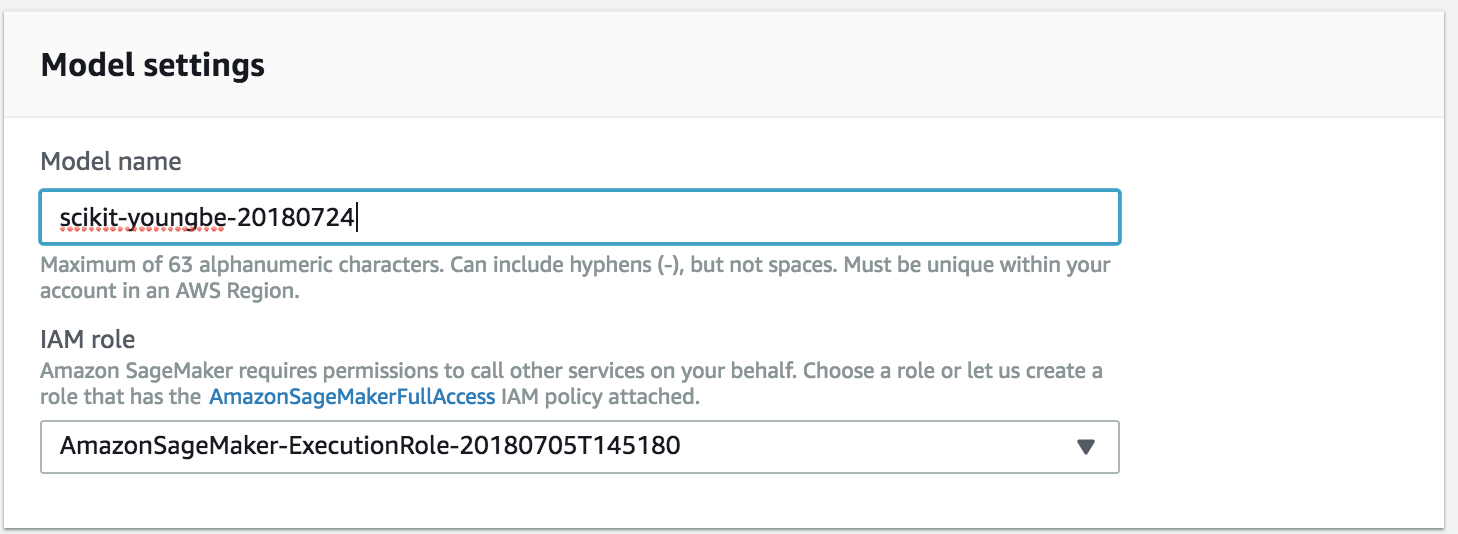 Model settings
Model name
scikit-youngbe-20180724
Maximum of 63 alphanumeric characters. Can include hyphens (-), but not spaces. Must be unique within your
account in an AWS Region.
IAM role
Amazon SageMaker requires permissions to call other services on your behalf. Choose a role or let us create a
role that has the AmazonSageMakerFullAccess IAM policy attached.
AmazonSageMaker-ExecutionRole-20180705T145180